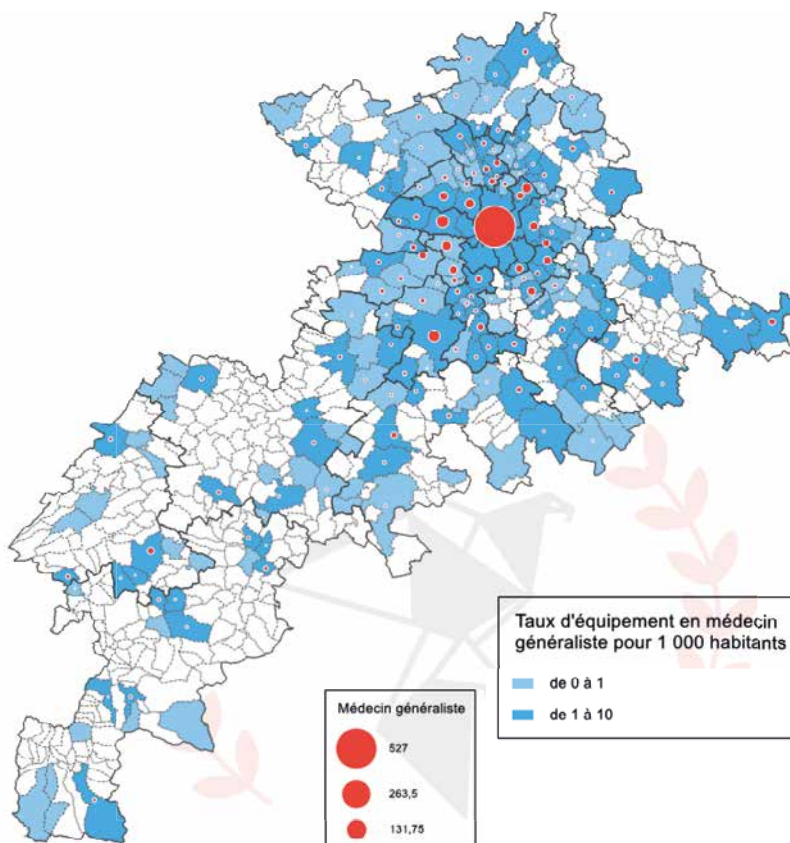 Taux d'équipement en médecin
généraliste pour 1 000 habitants
de 0 à 1
de 1 à 10
Médecin généraliste
527
263,5
131,75